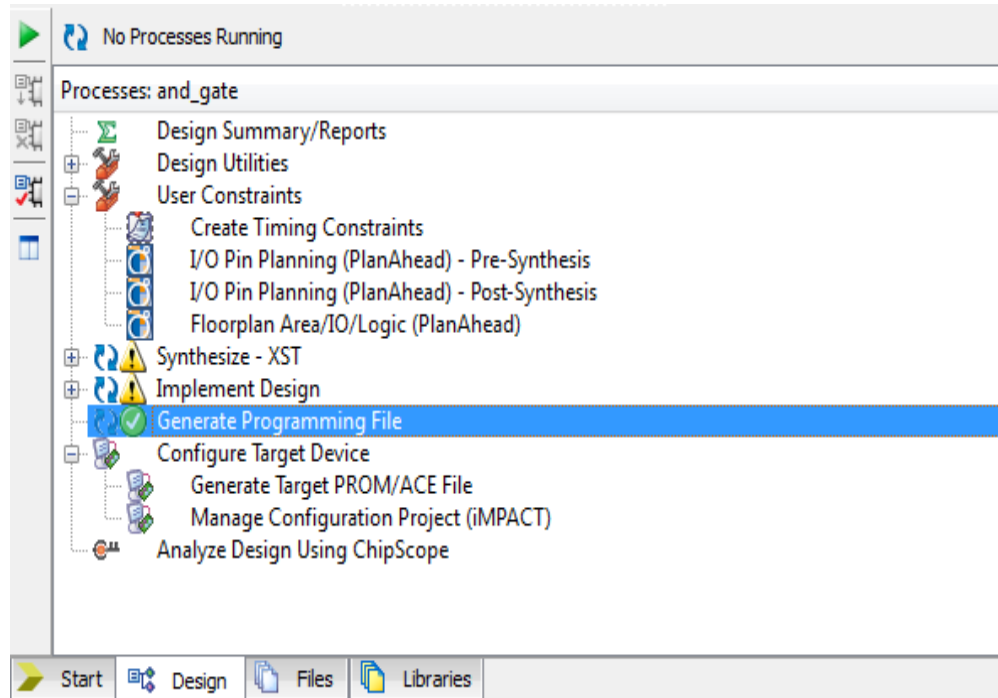 No Processes Running
Processes: and_gate
Design Summary/Reports
Design Utilities
User Constraints
Create Timing Constraints
I/O Pin Planning (PlanAhead) - Pre-Synthesis
I/O Pin Planning (PlanAhead) - Post-Synthesis
Floorplan Area/IO/Logic (PlanAhead)
Synthesize - XST
Implement Design
Generate Programming File
Configure Target Device
Generate Target PROM/ACE File
Manage Configuration Project (iMPACT)
Analyze Design Using ChipScope
Start Design Files Libraries